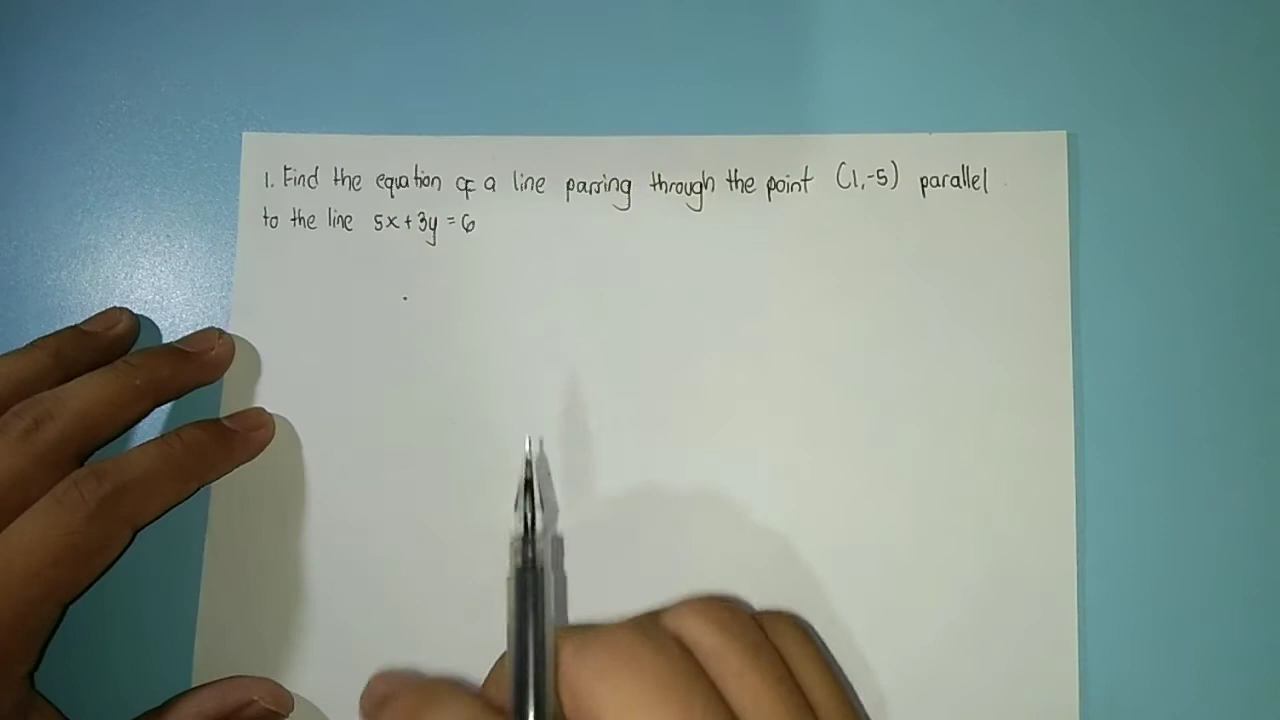 1. Find the equation of a line passing through the point (1,-5) parallel
to the line 5x+3y=6